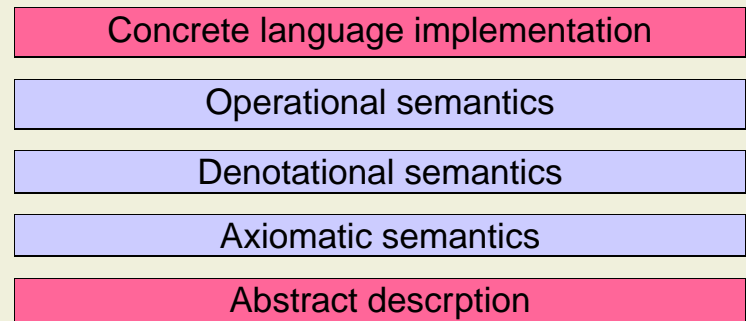 Concrete language implementation
Operational semantics
Denotational semantics
Axiomatic semantics
Abstract descrption